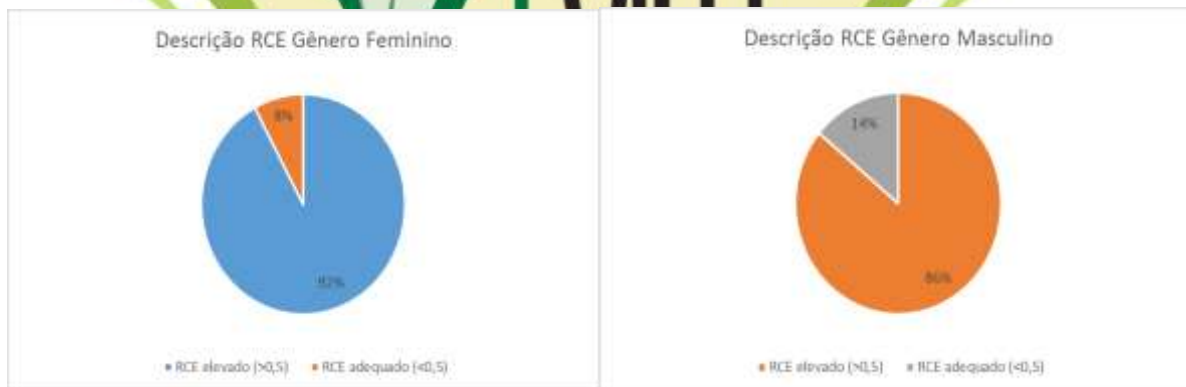 Descrição RCE Gênero Feminino
8%
92%
RCE elevado (>0,5) RCE adequado (<0,5)
Descrição RCE Gênero Masculino
14%
86%
RCE elevado (>0,5) RCE adequado (<0,5)